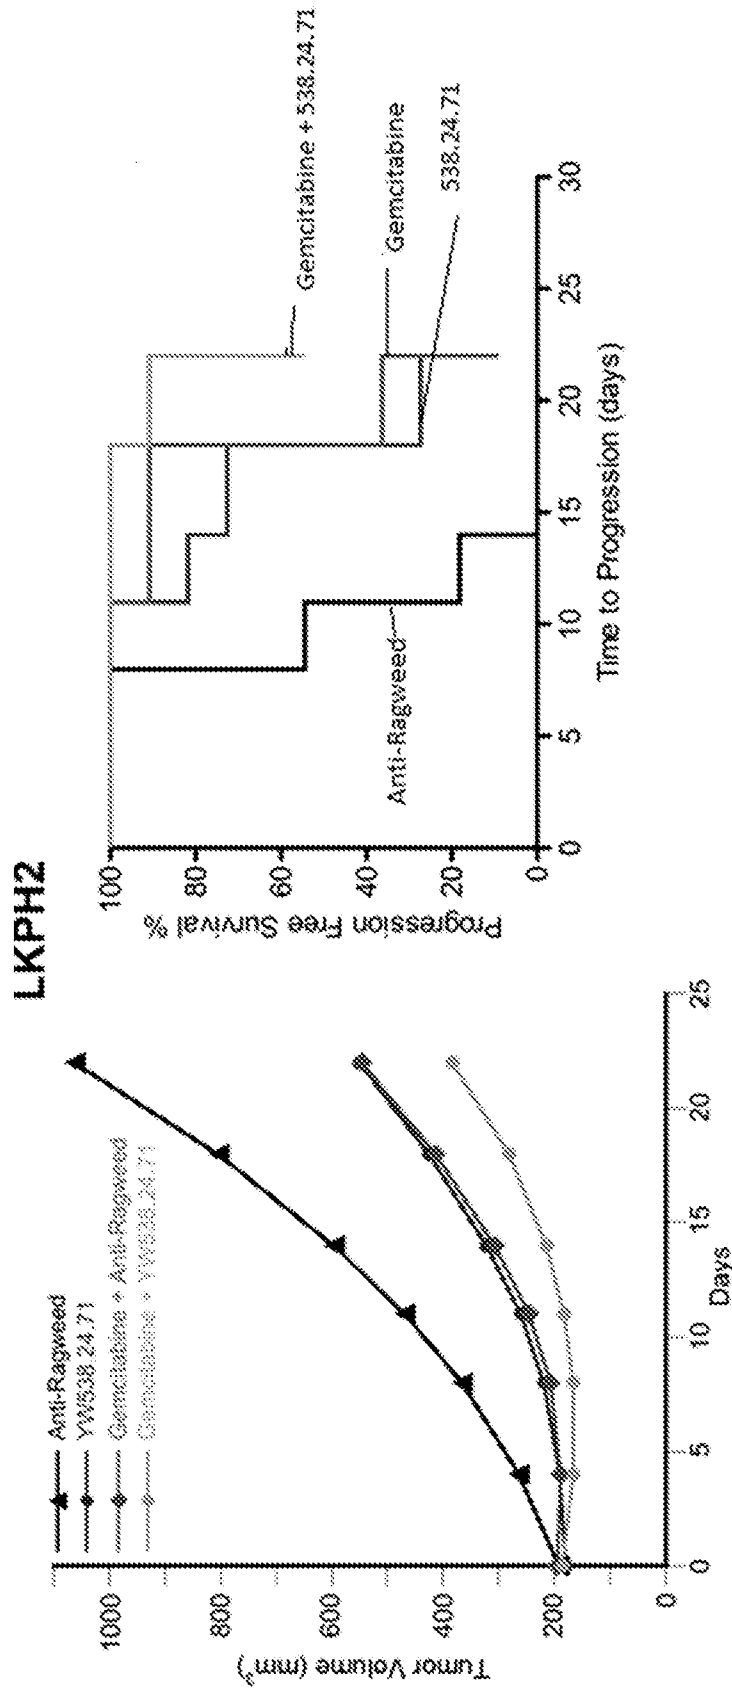 LKPH2
Anti-Ragweed
YW538.24.71
Gemcitabine + Anti-Ragweed
Gemcitabine + YW538.24.71
Tumor Volume (mm³)
1000
800
600
400
200
0
0
5
10
15
20
25
Days
Progression Free Survival %
100
80
60
40
20
0
0
5
10
15
20
25
30
Time to Progression (days)
Anti-Ragweed
Gemcitabine + 538.24.71
Gemcitabine
538.24.71